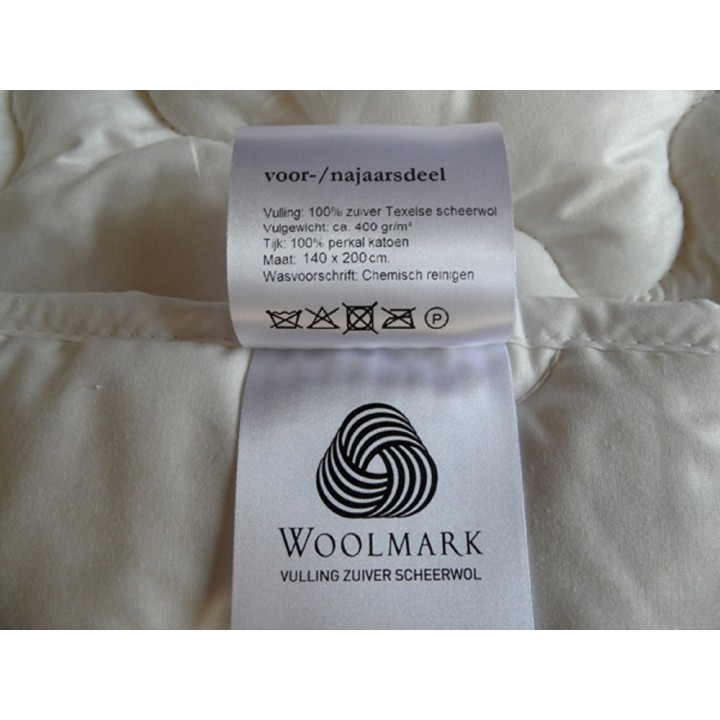 voor-/najaarsdeel
Vulling: 100% zuiver Texelse scheerwol
Vulgewicht: ca. 400 gr/m²
Tijk: 100% perkal katoen
Maat: 140 x 200 cm.
Wasvoorschrift: Chemisch reinigen
P
WOOLMARK
VULLING ZUIVER SCHEERWOL